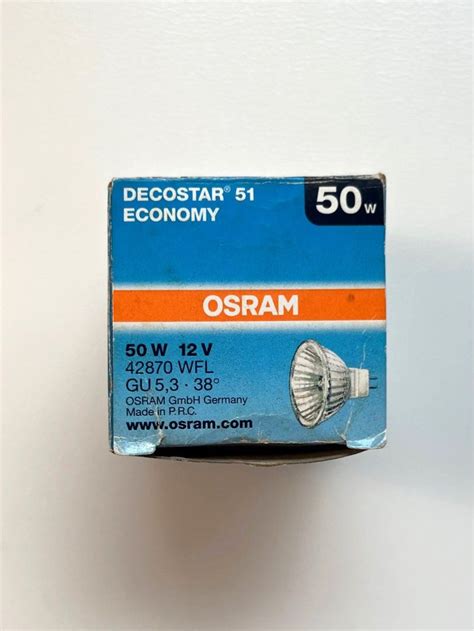 DECOSTAR® 51
ECONOMY
50 W
OSRAM
50 W 12 V
42870 WFL
GU 5,3 · 38°
OSRAM GmbH Germany
Made in P.R.C.
www.osram.com